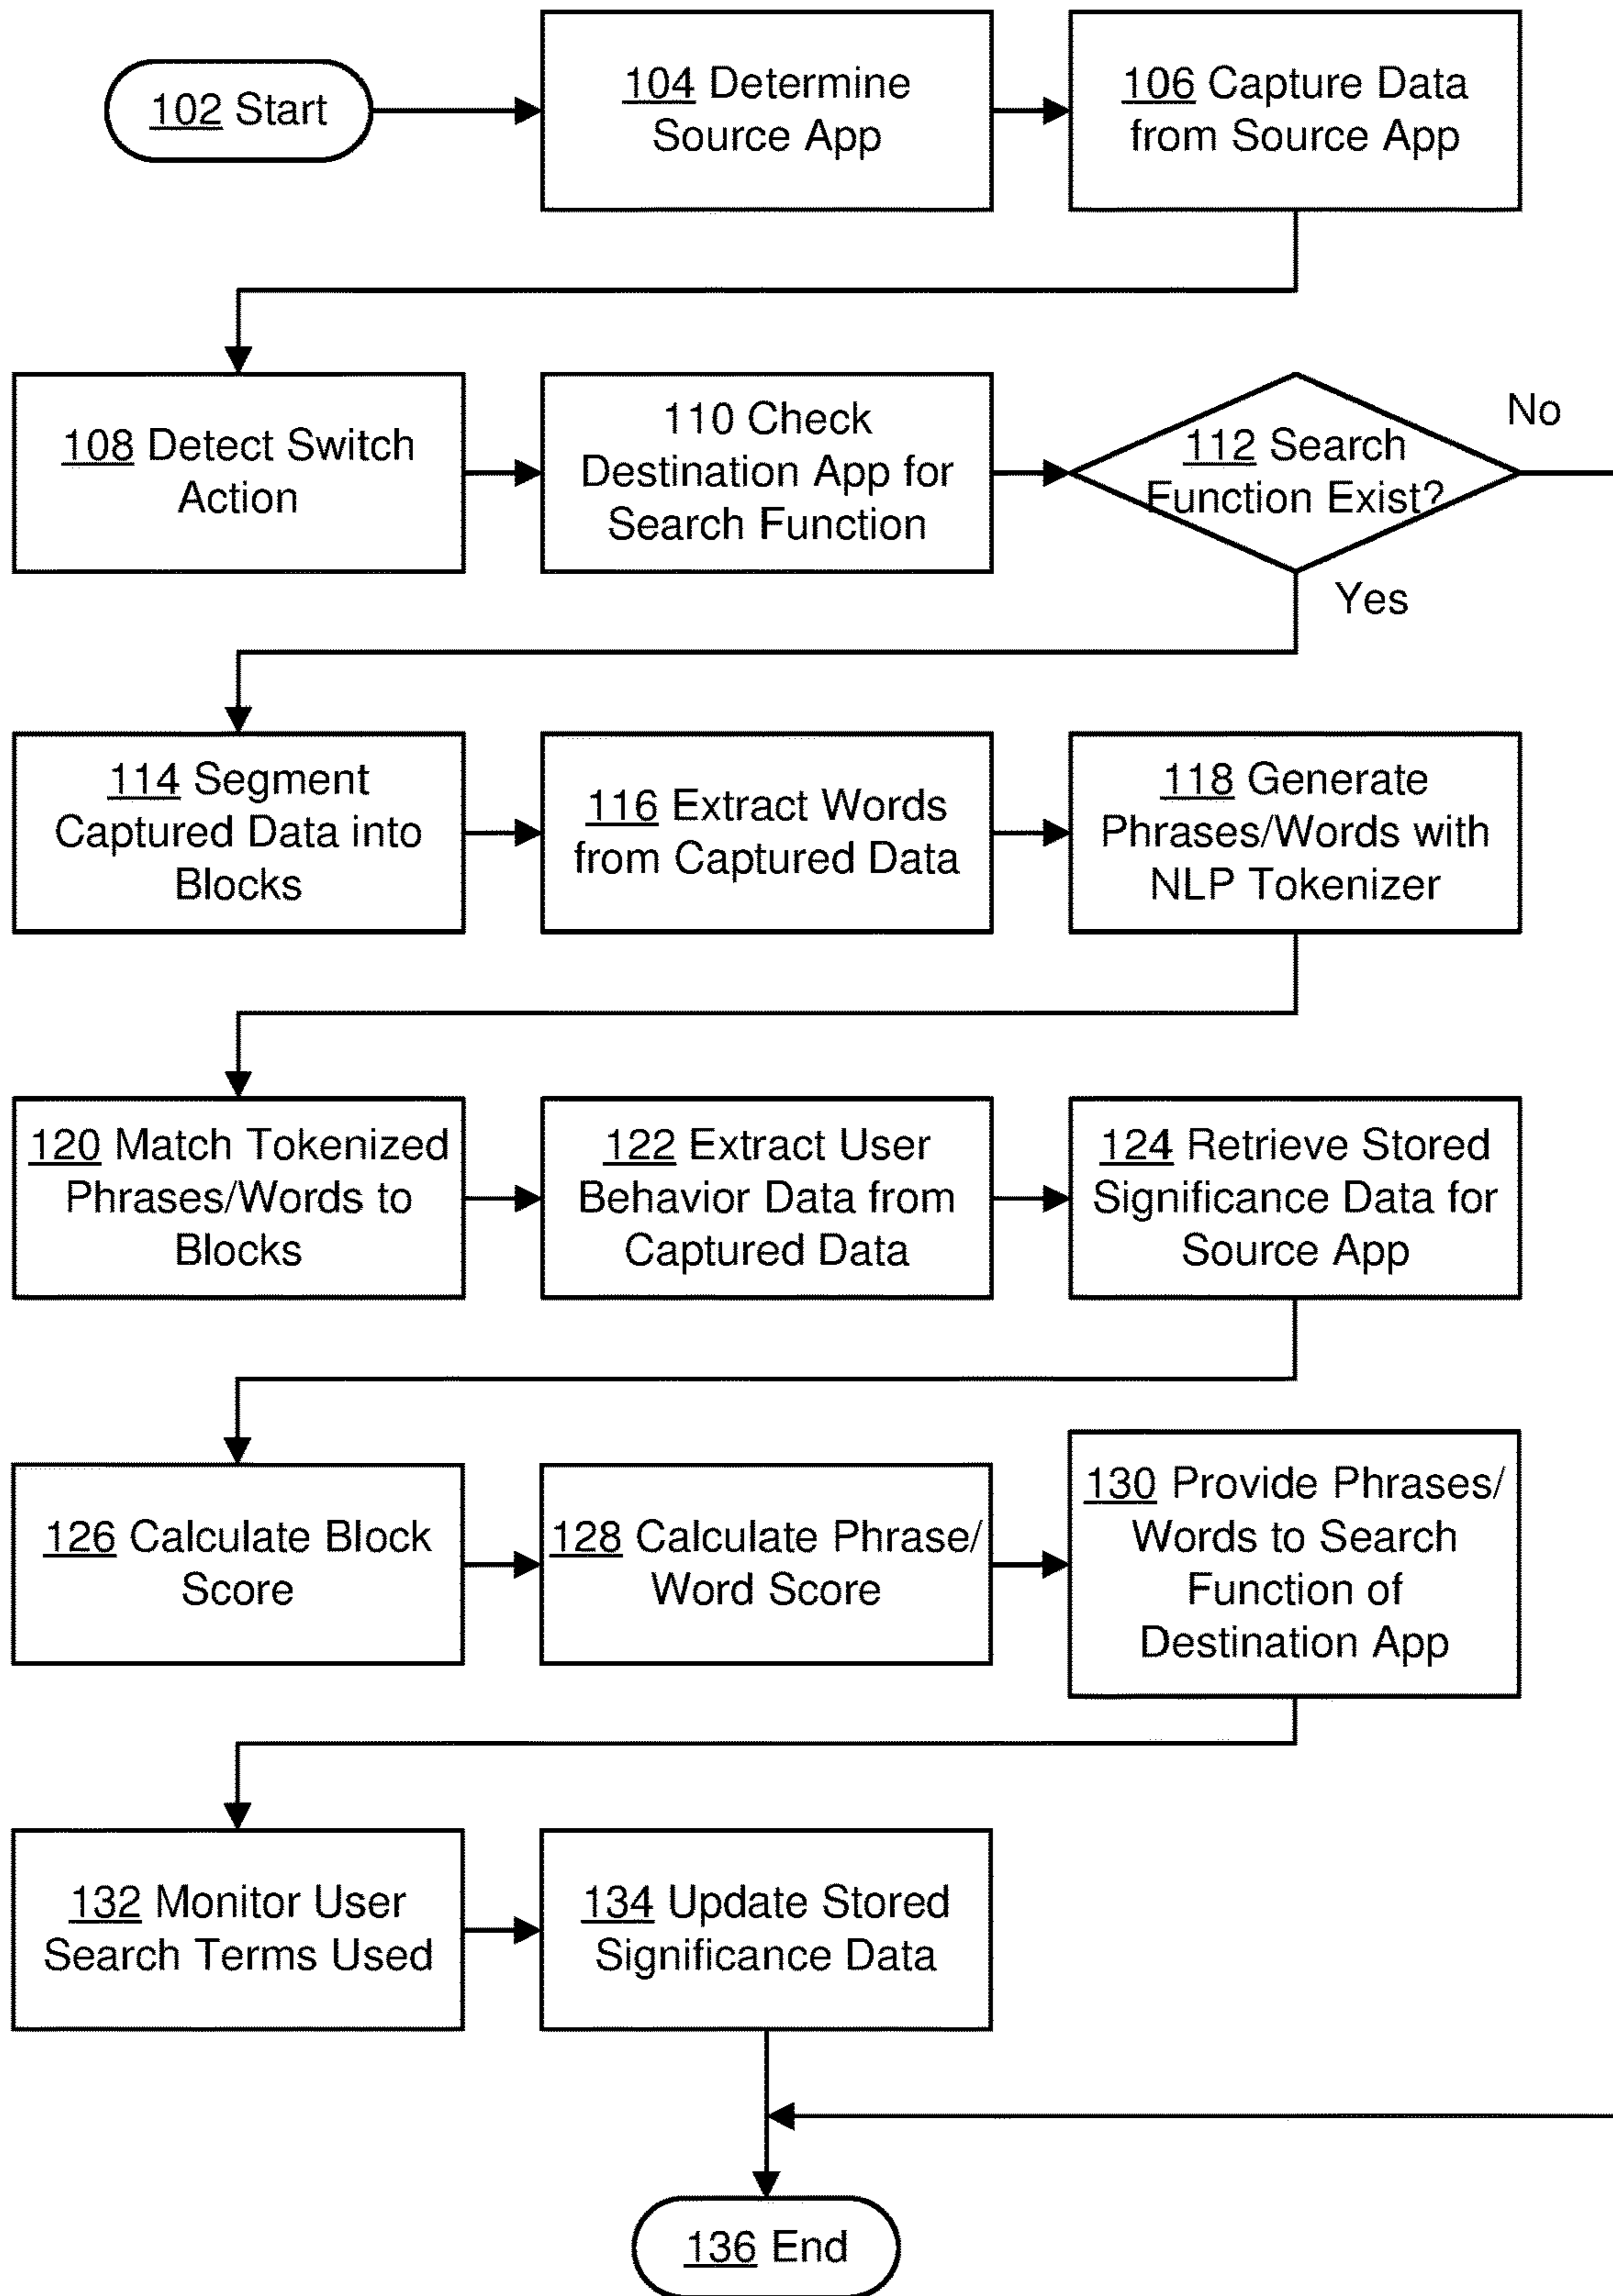 102 Start
104 Determine
Source App
106 Capture Data
from Source App
108 Detect Switch
Action
110 Check
Destination App for
Search Function
112 Search
Function Exist?
No
Yes
114 Segment
Captured Data into
Blocks
116 Extract Words
from Captured Data
118 Generate
Phrases/Words with
NLP Tokenizer
120 Match Tokenized
Phrases/Words to
Blocks
122 Extract User
Behavior Data from
Captured Data
124 Retrieve Stored
Significance Data for
Source App
126 Calculate Block
Score
128 Calculate Phrase/
Word Score
130 Provide Phrases/
Words to Search
Function of
Destination App
132 Monitor User
Search Terms Used
134 Update Stored
Significance Data
136 End